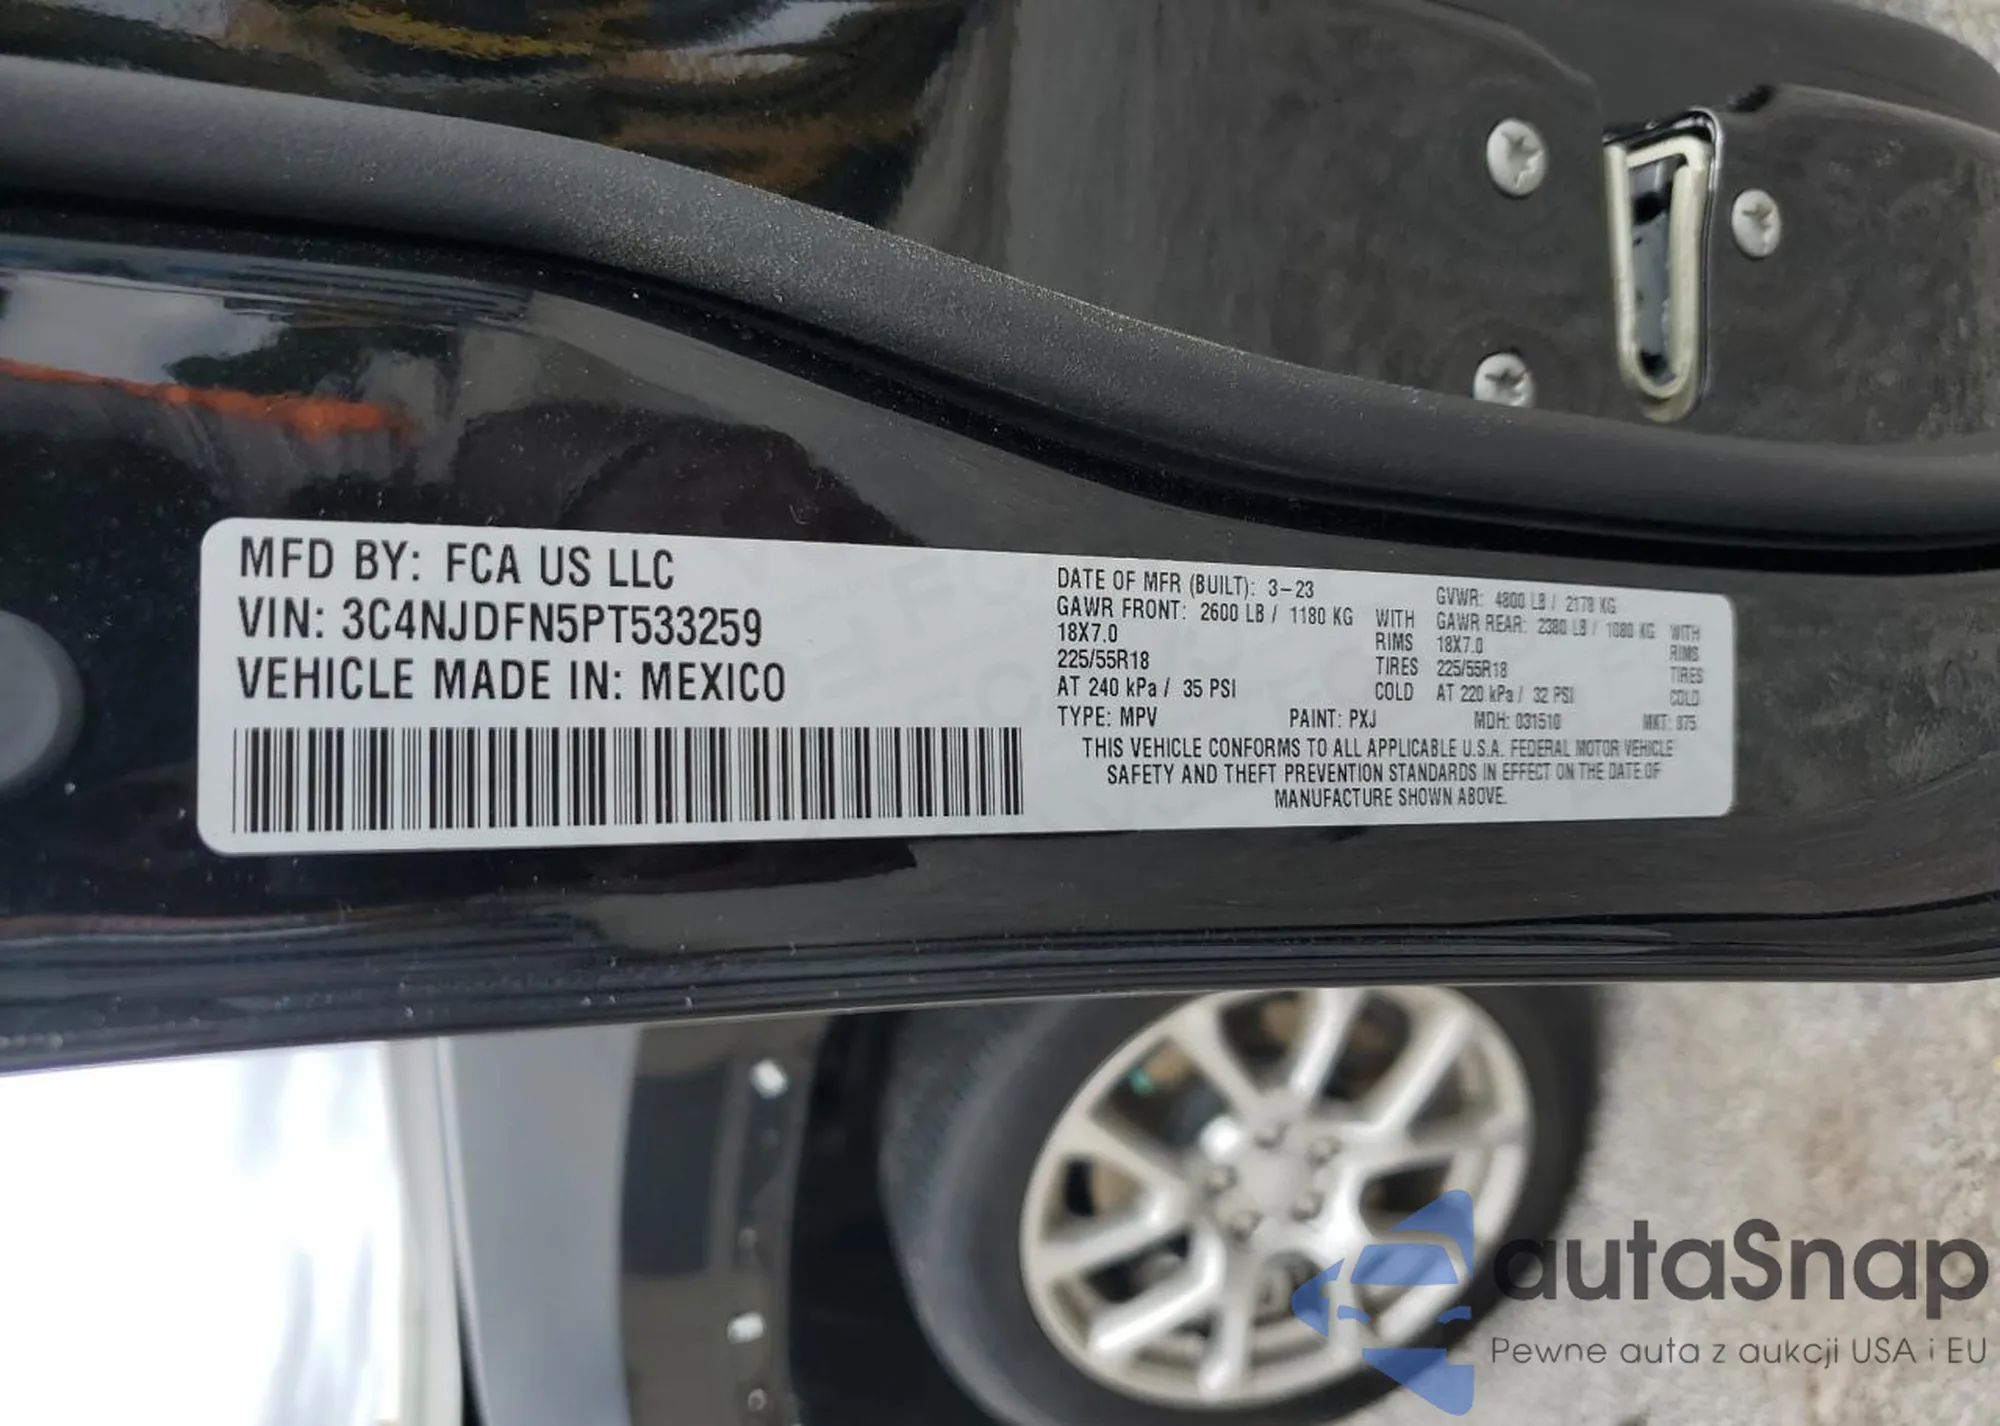 MFD BY: FCA US LLC
VIN: 3C4NJDFN5PT533259
VEHICLE MADE IN: MEXICO
DATE OF MFR (BUILT): 3-23 GVWR: 4800 LB / 2178 KG
GAWR FRONT: 2600 LB / 1180 KG WITH GAWR REAR: 2380 LB / 1080 KG WITH
18X7.0 RIMS 18X7.0 RIMS
225/55R18 TIRES 225/55R18 TIRES
AT 240 kPa / 35 PSI COLD AT 220 kPa / 32 PSI COLD
TYPE: MPV PAINT: PXJ MDH: 031510 MKT: 875
THIS VEHICLE CONFORMS TO ALL APPLICABLE U.S.A. FEDERAL MOTOR VEHICLE
SAFETY AND THEFT PREVENTION STANDARDS IN EFFECT ON THE DATE OF
MANUFACTURE SHOWN ABOVE.
autaSnap
Pewne auta z aukcji USA i EU